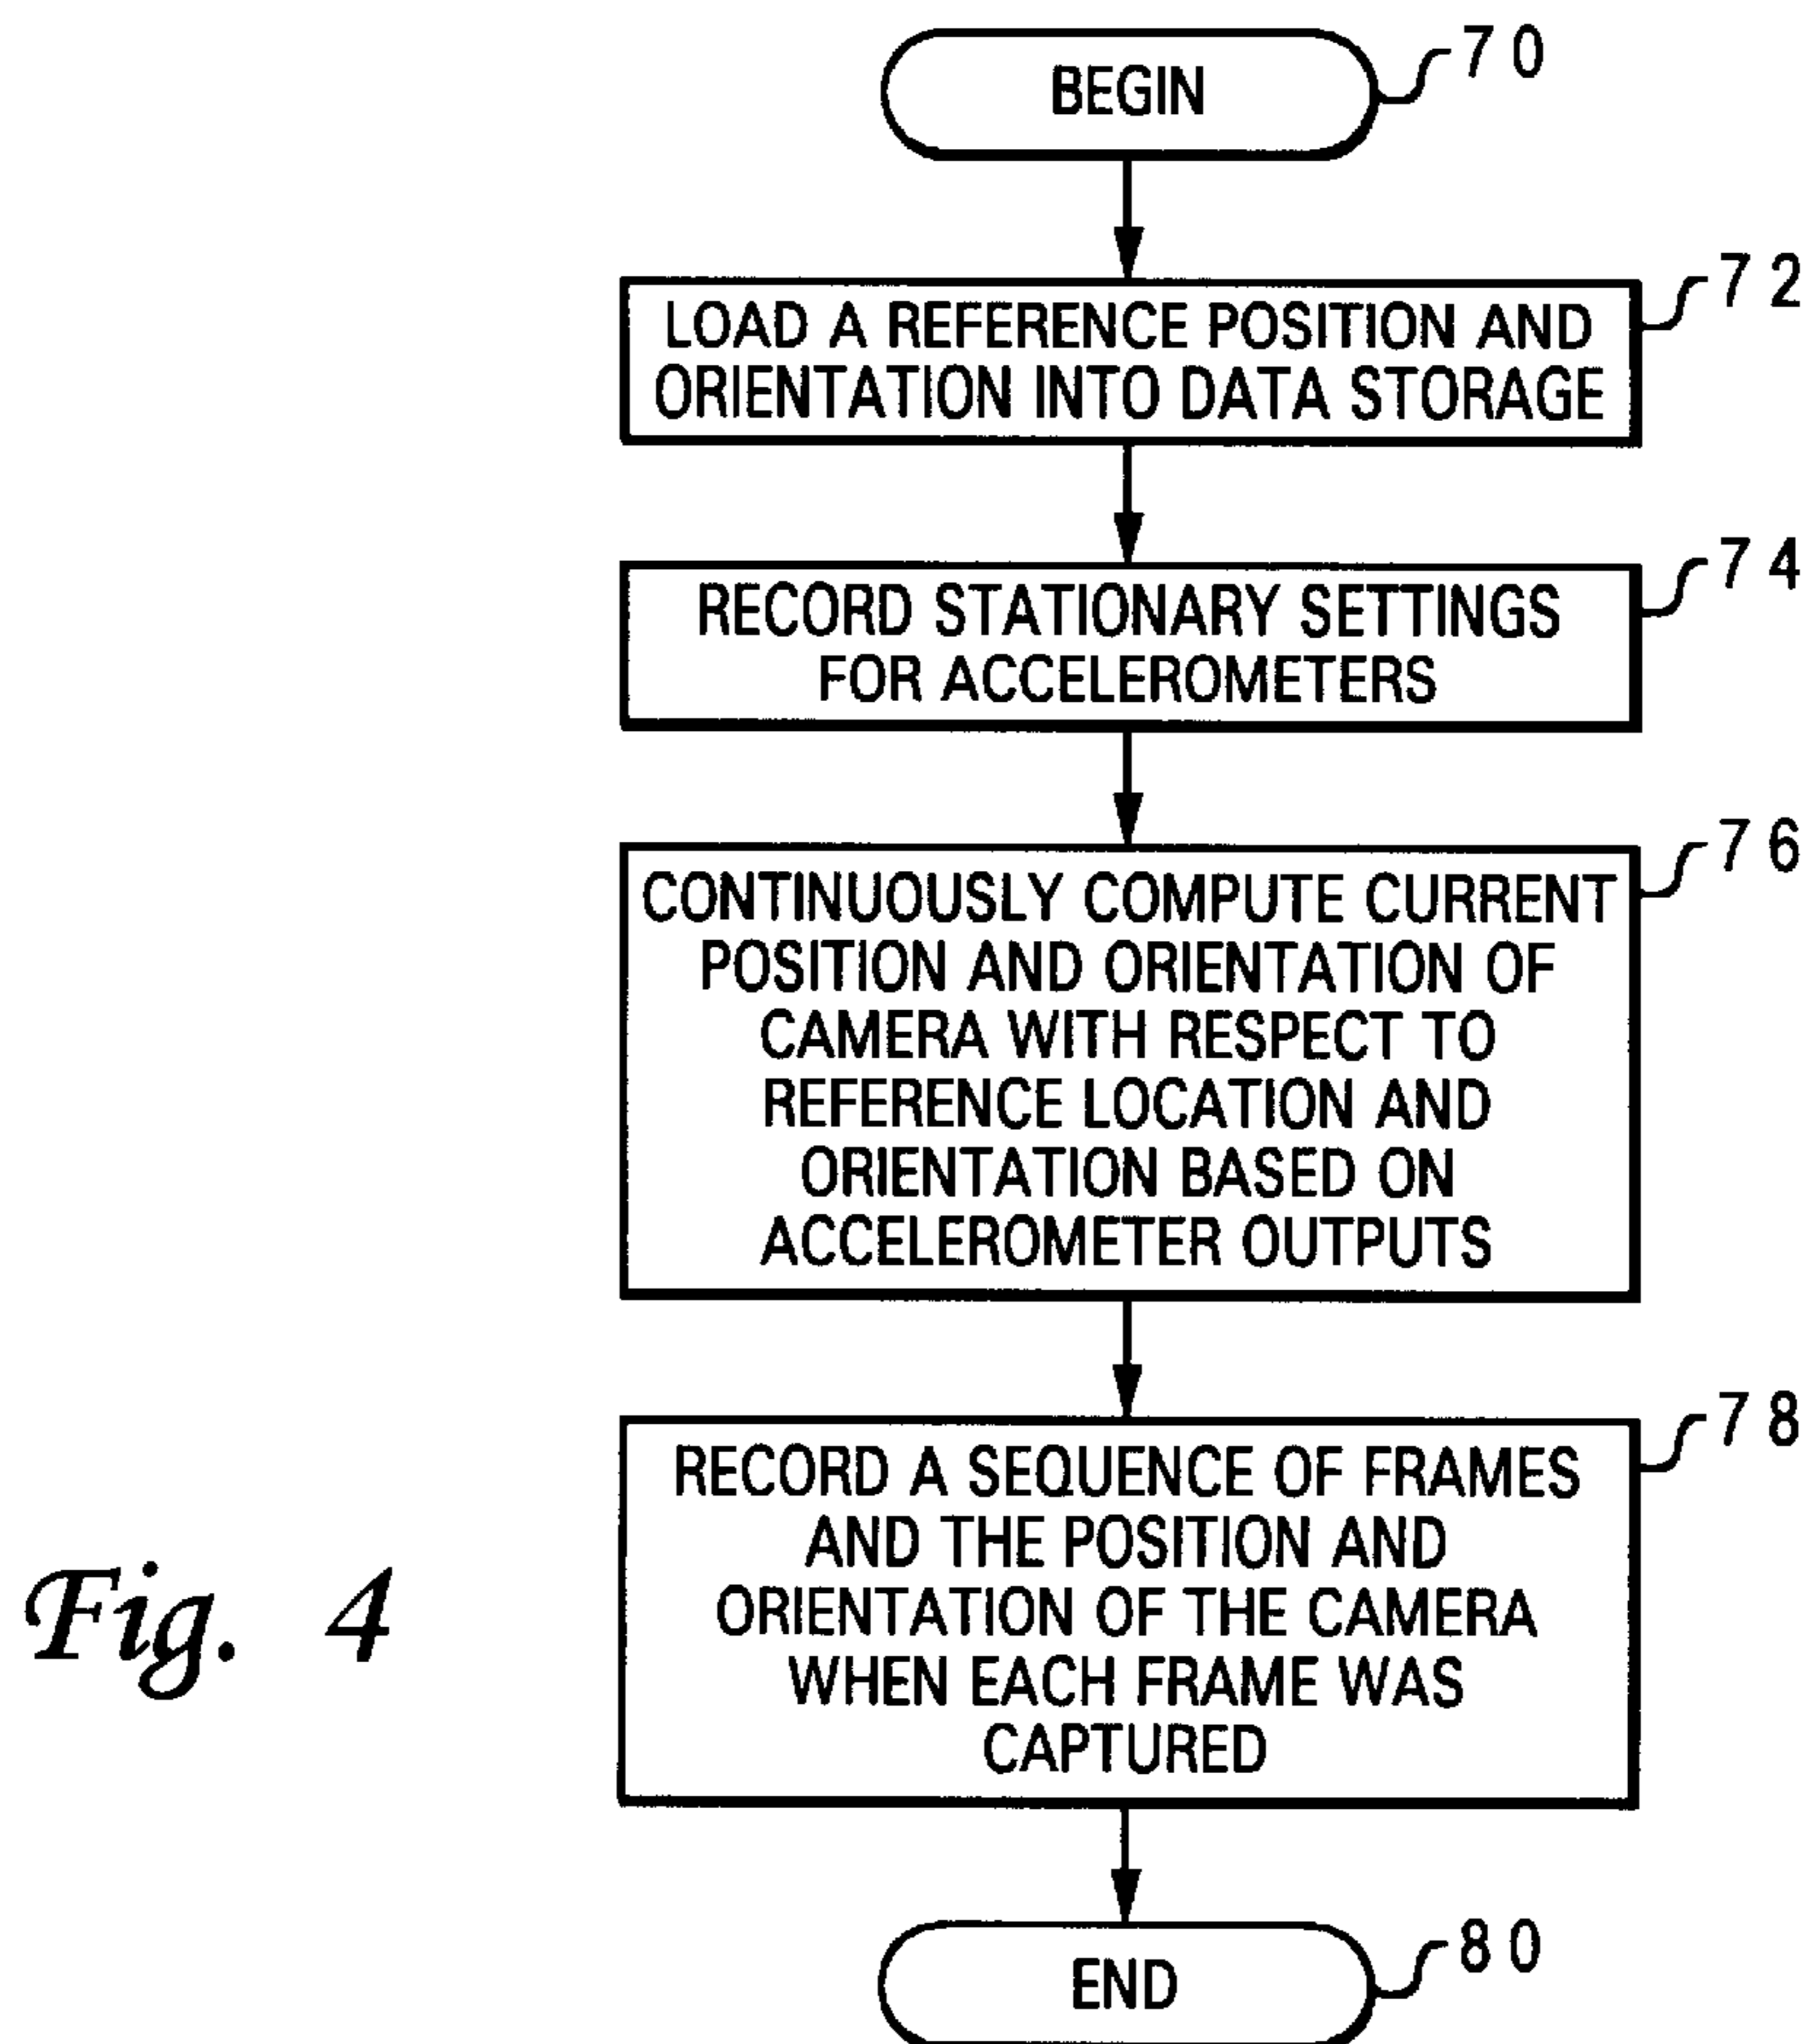 BEGIN
70
LOAD A REFERENCE POSITION AND
ORIENTATION INTO DATA STORAGE
72
RECORD STATIONARY SETTINGS
FOR ACCELEROMETERS
74
CONTINUOUSLY COMPUTE CURRENT
POSITION AND ORIENTATION OF
CAMERA WITH RESPECT TO
REFERENCE LOCATION AND
ORIENTATION BASED ON
ACCELEROMETER OUTPUTS
76
RECORD A SEQUENCE OF FRAMES
AND THE POSITION AND
ORIENTATION OF THE CAMERA
WHEN EACH FRAME WAS
CAPTURED
78
END
80
Fig. 4